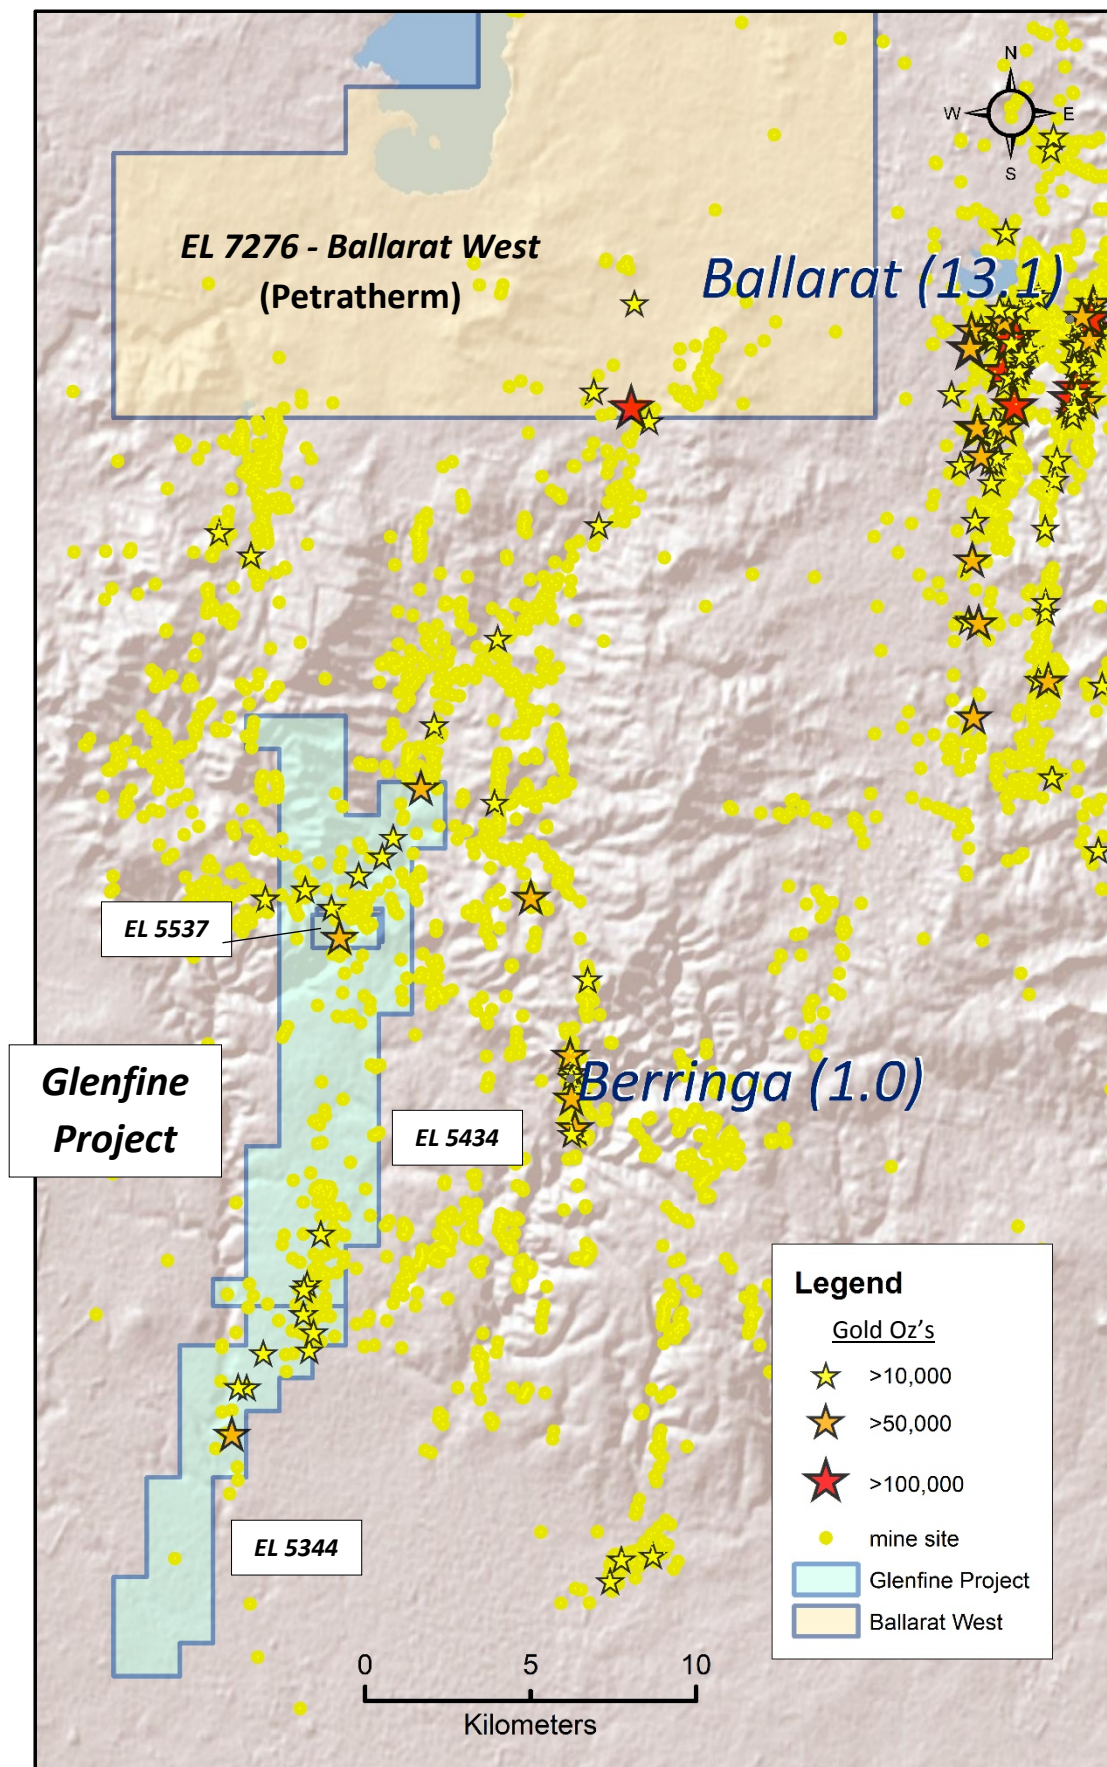 N
W
E
S
EL 7276 - Ballarat West
(Petratherm)
Ballarat (13.1)
EL 5537
Glenfine
Project
Berringa (1.0)
EL 5434
Legend
Gold Oz's
>10,000
>50,000
>100,000
mine site
Glenfine Project
Ballarat West
EL 5344
0
5
10
Kilometers